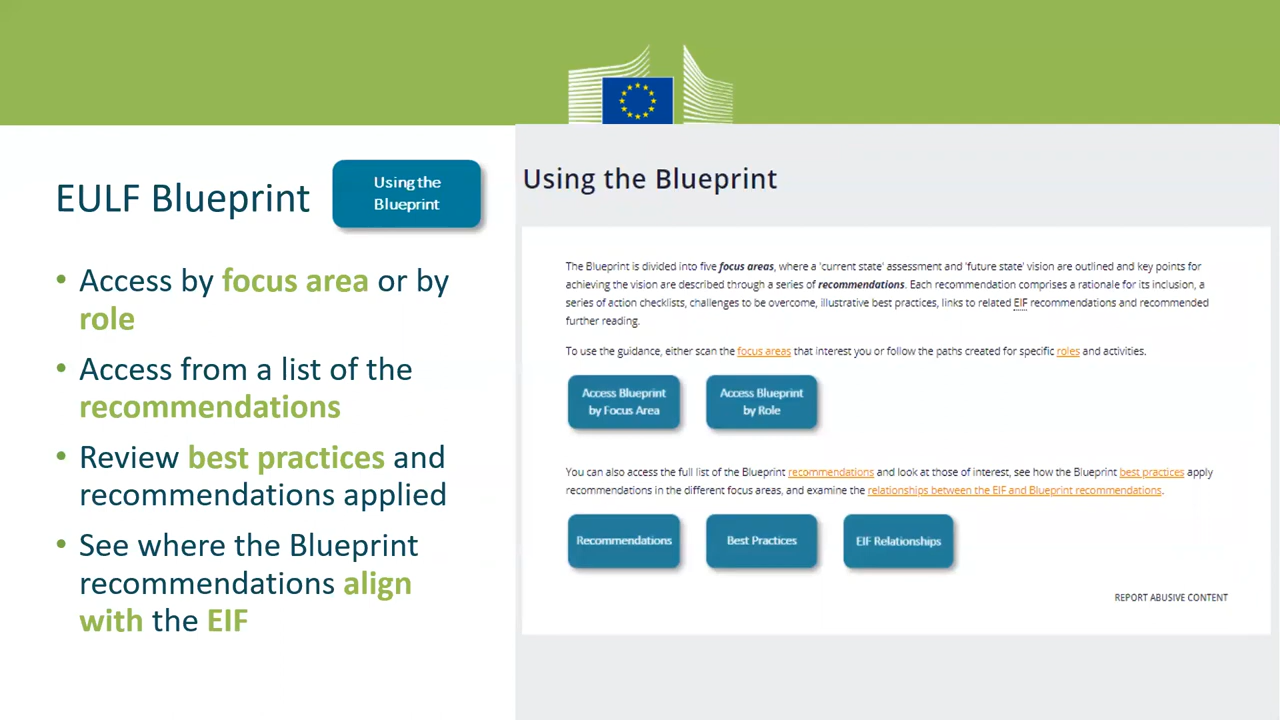 EULF Blueprint
Using the
Blueprint
• Access by focus area or by
role
• Access from a list of the
recommendations
• Review best practices and
recommendations applied
• See where the Blueprint
recommendations align
with the EIF
Using the Blueprint
The Blueprint is divided into five focus areas, where a 'current state' assessment and 'future state' vision are outlined and key points for
achieving the vision are described through a series of recommendations. Each recommendation comprises a rationale for its inclusion, a
series of action checklists, challenges to be overcome, illustrative best practices, links to related EIF recommendations and recommended
further reading.
To use the guidance, either scan the focus areas that interest you or follow the paths created for specific roles and activities.
Access Blueprint
by Focus Area
Access Blueprint
by Role
You can also access the full list of the Blueprint recommendations and look at those of interest, see how the Blueprint best practices apply
recommendations in the different focus areas, and examine the relationships between the EIF and Blueprint recommendations.
Recommendations
Best Practices
EIF Relationships
REPORT ABUSIVE CONTENT